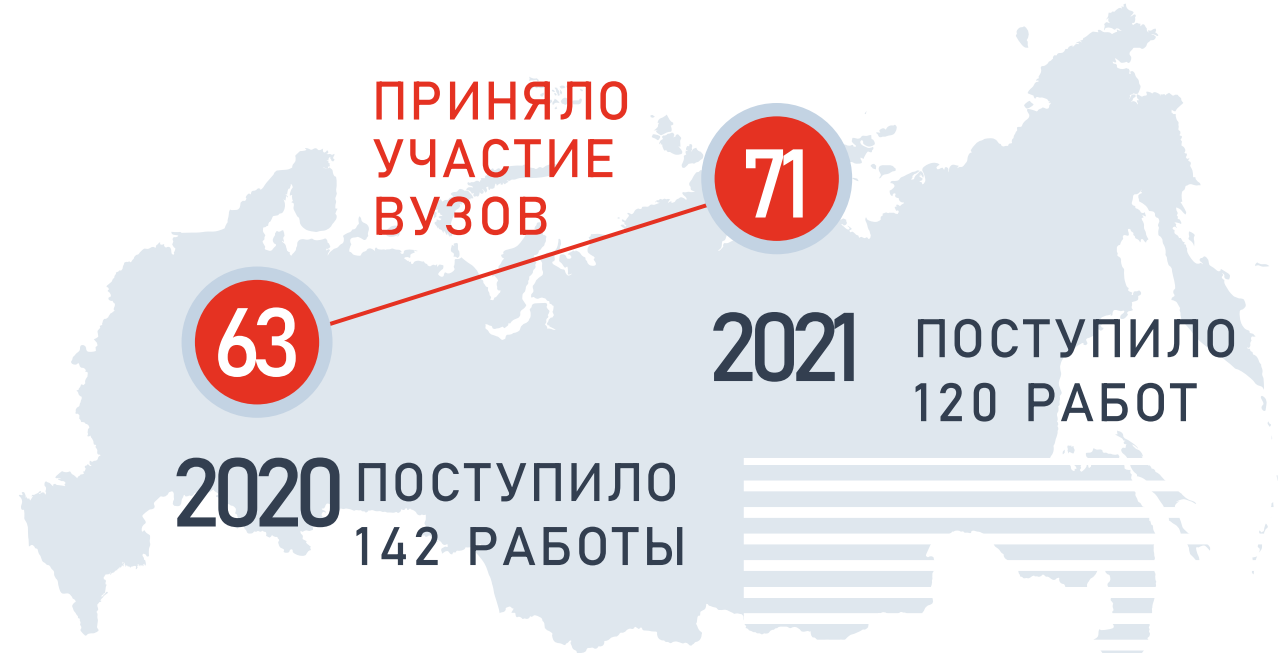 ПРИНЯЛО
УЧАСТИЕ
ВУЗОВ
71
63
2021
ПОСТУПИЛО
120 РАБОТ
2020
ПОСТУПИЛО
142 РАБОТЫ